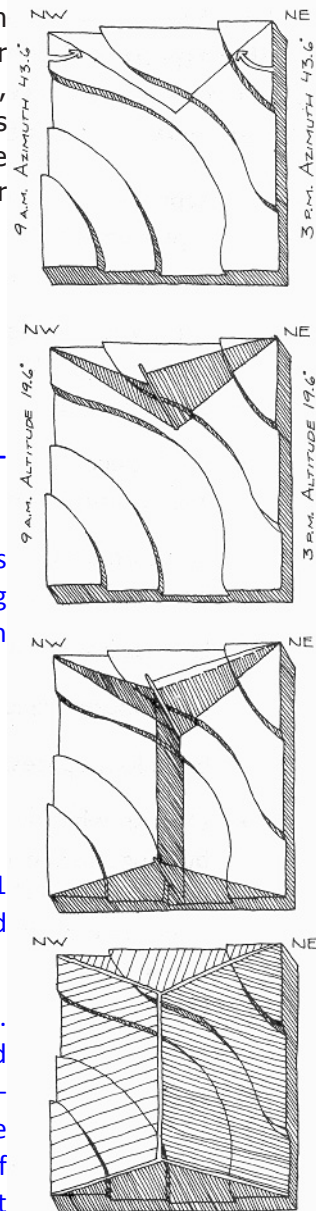 n
NE
r
9 A.M. AZIMUTH 43.6°
3 P.M. AZIMUTH 43.6°
s
e
r
NW
NE
9 A.M. ALTITUDE 19.6°
3 P.M. ALTITUDE 19.6°
-
s
g
n
NW
NE
1
d
NW
NE
.
d
-
e
f
t